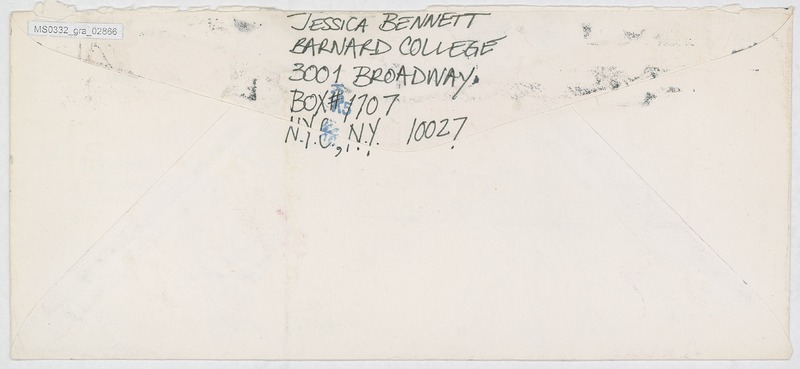 MS0332_gra_02866
JESSICA BENNETT
BARNARD COLLEGE
3001 BROADWAY.
BOX# 1707
N.Y.C., N.Y. 10027